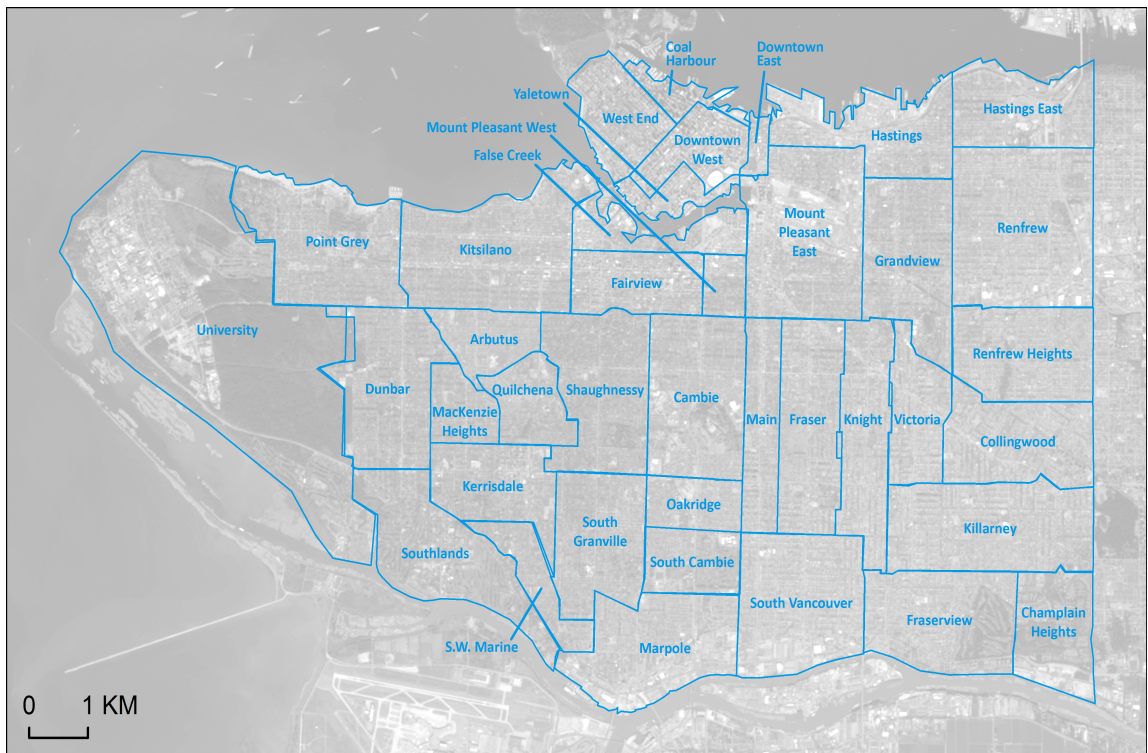 Coal
Harbour
Downtown
East
Yaletown
Mount Pleasant West
False Creek
West End
Downtown
West
Hastings
Hastings East
Point Grey
Kitsilano
Mount
Pleasant
East
Renfrew
Grandview
Fairview
University
Arbutus
Renfrew Heights
Dunbar
Quilchena
Shaughnessy
Cambie
MacKenzie
Heights
Main
Fraser
Knight
Victoria
Collingwood
Kerrisdale
Oakridge
South
Granville
Killarney
Southlands
South Cambie
South Vancouver
Fraserview
Champlain
Heights
S.W. Marine
Marpole
0 1 KM